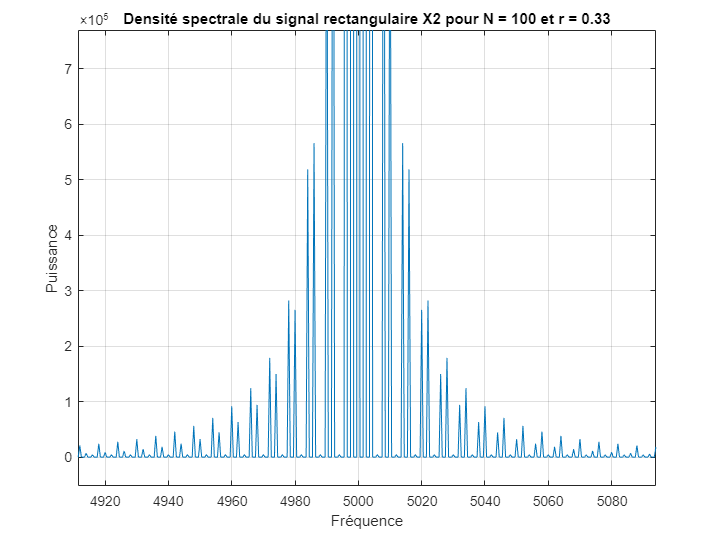 Densité spectrale du signal rectangulaire X2 pour N = 100 et r = 0.33
×10⁵
7
6
5
4
3
2
1
0
Puissance
4920 4940 4960 4980 5000 5020 5040 5060 5080
Fréquence